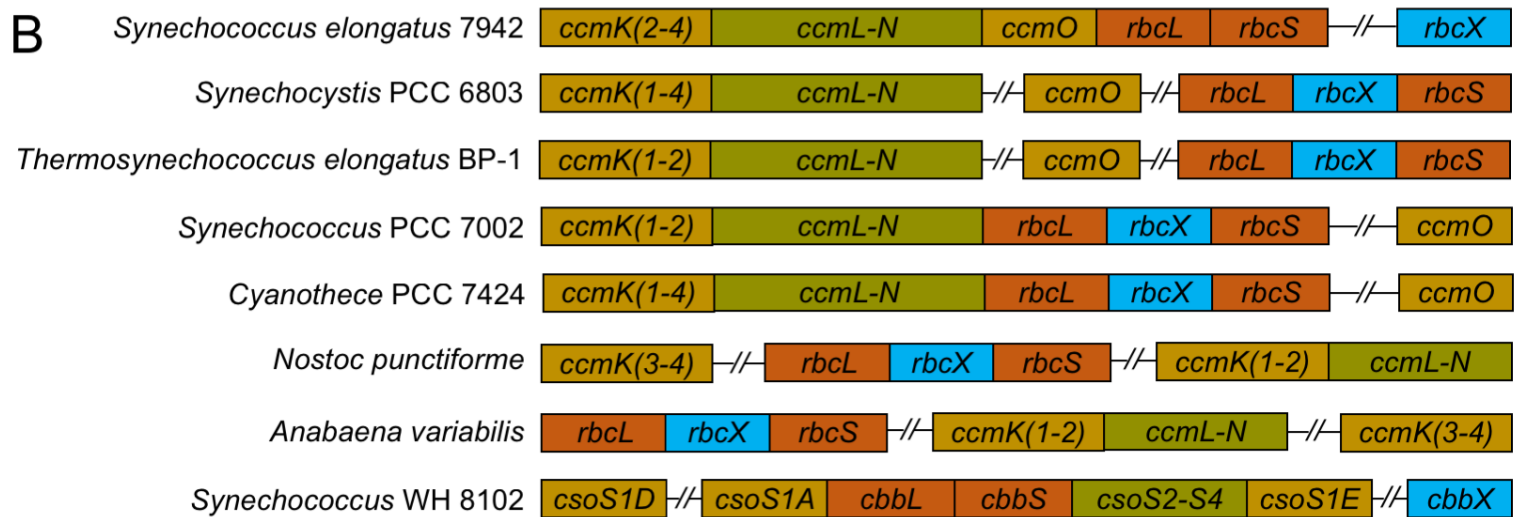 B
Synechococcus elongatus 7942 ccmK(2-4) ccmL-N ccmO rbcL rbcS rbcX
Synechocystis PCC 6803 ccmK(1-4) ccmL-N ccmO rbcL rbcX rbcS
Thermosynechococcus elongatus BP-1 ccmK(1-2) ccmL-N ccmO rbcL rbcX rbcS
Synechococcus PCC 7002 ccmK(1-2) ccmL-N rbcL rbcX rbcS ccmO
Cyanothece PCC 7424 ccmK(1-4) ccmL-N rbcL rbcX rbcS ccmO
Nostoc punctiforme ccmK(3-4) rbcL rbcX rbcS ccmK(1-2) ccmL-N
Anabaena variabilis rbcL rbcX rbcS ccmK(1-2) ccmL-N ccmK(3-4)
Synechococcus WH 8102 csoS1D csoS1A cbbL cbbS csoS2-S4 csoS1E cbbX